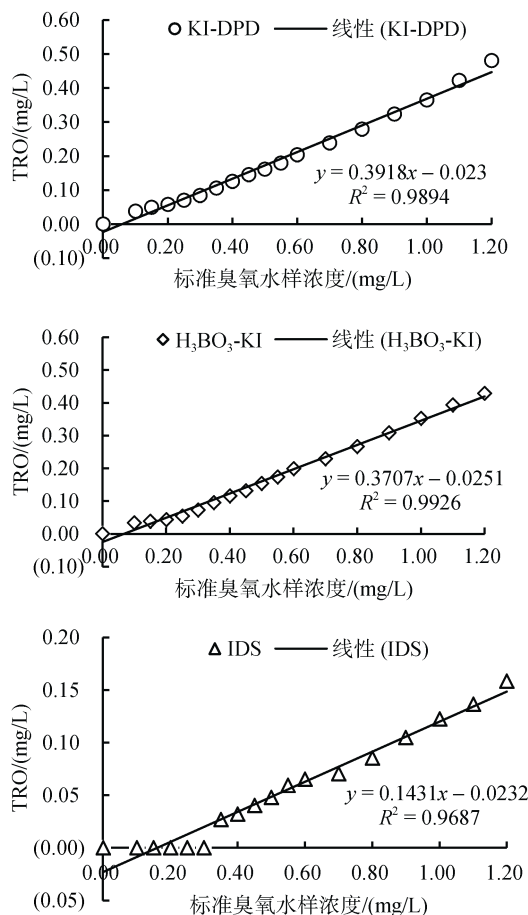 KI-DPD 线性 (KI-DPD)
TRO/(mg/L)
0.60
0.50
0.40
0.30
0.20
0.10
0.00
(0.10)
y = 0.3918x − 0.023
R² = 0.9894
0.00 0.20 0.40 0.60 0.80 1.00 1.20
标准臭氧水样浓度/(mg/L)
H₃BO₃-KI 线性 (H₃BO₃-KI)
TRO/(mg/L)
0.60
0.50
0.40
0.30
0.20
0.10
0.00
(0.10)
y = 0.3707x − 0.0251
R² = 0.9926
0.00 0.20 0.40 0.60 0.80 1.00 1.20
标准臭氧水样浓度/(mg/L)
IDS 线性 (IDS)
TRO/(mg/L)
0.20
0.15
0.10
0.05
(0.00)
(0.05)
y = 0.1431x − 0.0232
R² = 0.9687
0.00 0.20 0.40 0.60 0.80 1.00 1.20
标准臭氧水样浓度/(mg/L)